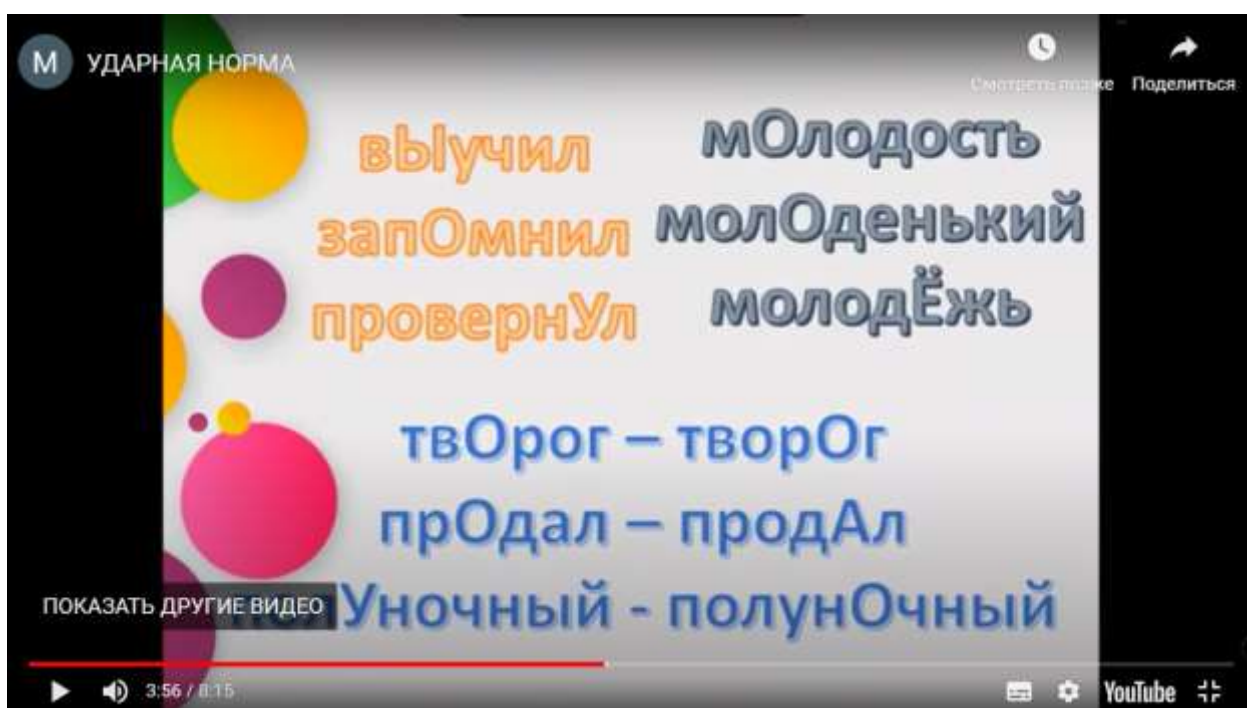 М УДАРНАЯ НОРМА
Смотреть позже Поделиться
вЫучил мОлодость
запОмнил молОденький
провернУл молодЁжь
твОрог – творОг
прОдал – продАл
ПОКАЗАТЬ ДРУГИЕ ВИДЕО
полУночный - полунОчный
3:56 / 8:15 YouTube